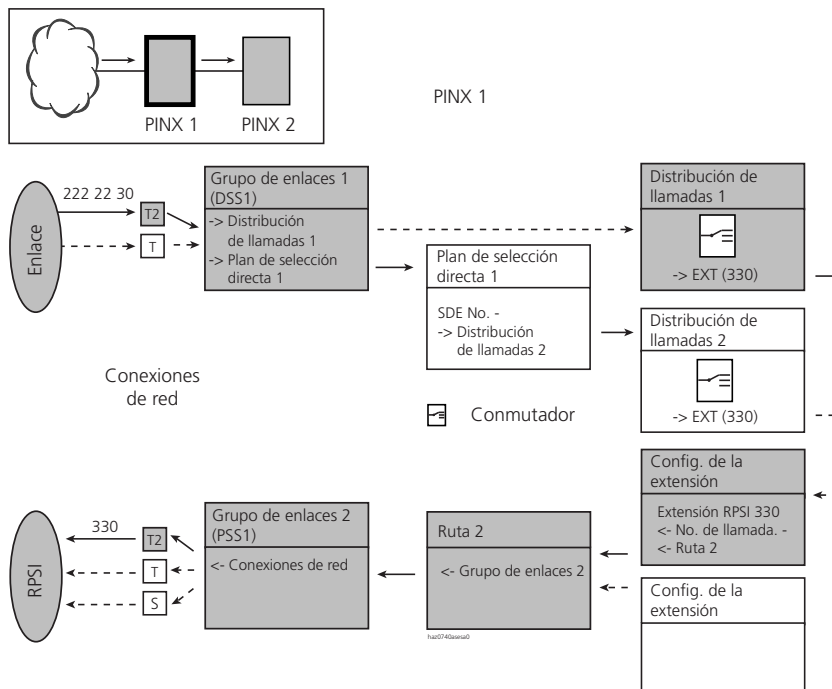 PINX 1
PINX 2
PINX 1
Enlace
222 22 30
T2
T
Grupo de enlaces 1
(DSS1)
-> Distribución
de llamadas 1
-> Plan de selección
directa 1
Plan de selección
directa 1
SDE No. -
-> Distribución
de llamadas 2
Distribución de
llamadas 1
-> EXT (330)
Distribución de
llamadas 2
-> EXT (330)
Conexiones
de red
Conmutador
RPSI
330
T2
T
S
Grupo de enlaces 2
(PSS1)
<- Conexiones de red
Ruta 2
<- Grupo de enlaces 2
haz0740asesa0
Config. de la
extensión
Extensión RPSI 330
<- No. de llamada. -
<- Ruta 2
Config. de la
extensión